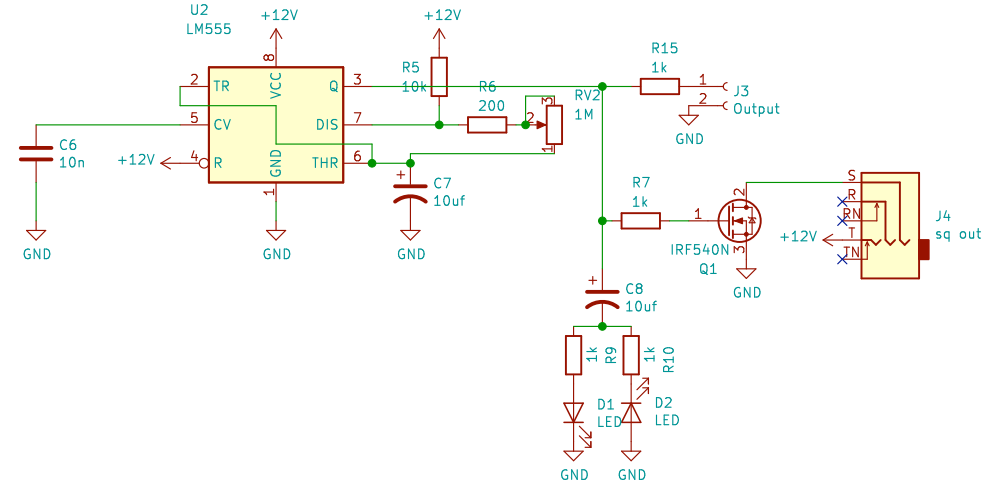 U2
LM555
+12V
+12V
8
VCC
2
TR
Q
3
5
CV
DIS
7
4
R
THR
6
GND
1
+12V
C6
10n
GND
GND
R5
10k
R6
200
RV2
1M
3
2
1
C7
10uf
+
GND
R15
1k
1
2
J3
Output
GND
R7
1k
1
2
3
IRF540N
Q1
GND
+12V
S
R
RN
T
TN
J4
sq out
+
C8
10uf
1k
R9
1k
R10
D1
LED
D2
LED
GND
GND